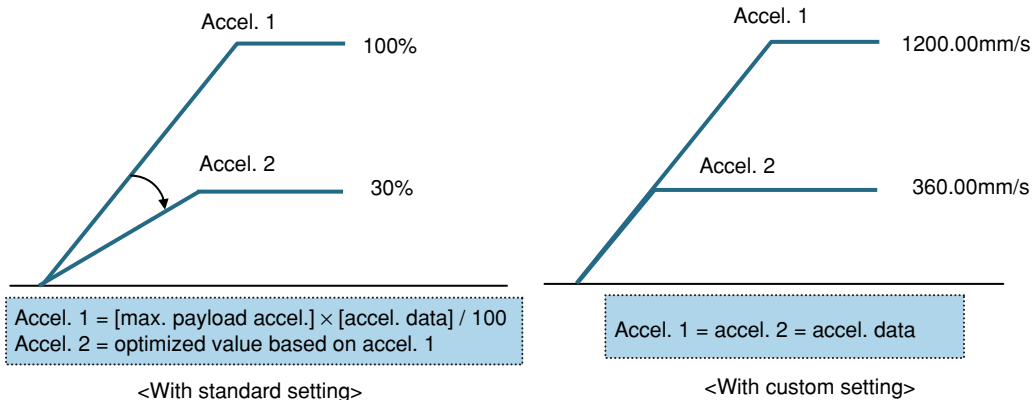 Accel. 1
100%
Accel. 2
30%
Accel. 1 = [max. payload accel.] × [accel. data] / 100
Accel. 2 = optimized value based on accel. 1
<With standard setting>
Accel. 1
1200.00mm/s
Accel. 2
360.00mm/s
Accel. 1 = accel. 2 = accel. data
<With custom setting>